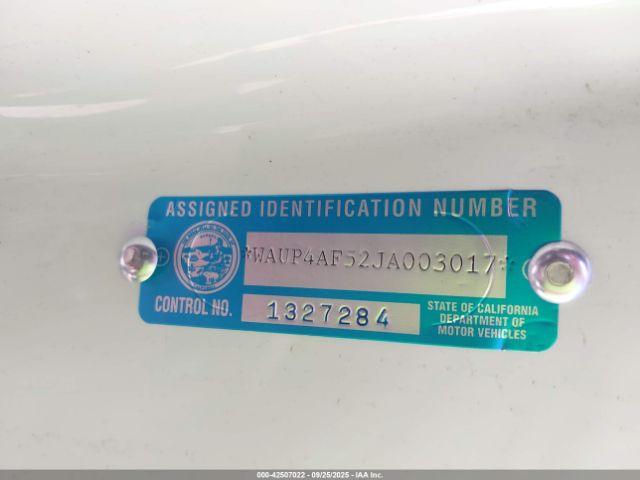 ASSIGNED IDENTIFICATION NUMBER
*WAUP4AF52JA003017*
CONTROL NO. 1327284
STATE OF CALIFORNIA
DEPARTMENT OF
MOTOR VEHICLES
000-42507022 - 09/25/2025 - IAA Inc.